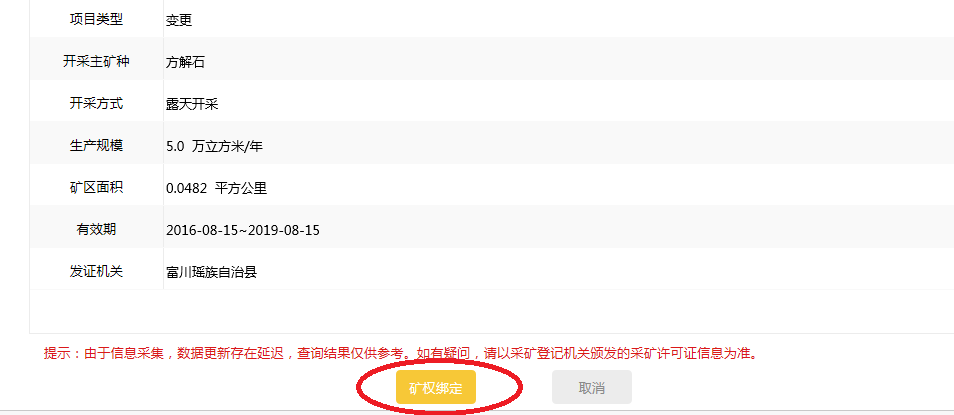 项目类型 变更
开采主矿种 方解石
开采方式 露天开采
生产规模 5.0 万立方米/年
矿区面积 0.0482 平方公里
有效期 2016-08-15~2019-08-15
发证机关 富川瑶族自治县
提示：由于信息采集，数据更新存在延迟，查询结果仅供参考。如有疑问，请以采矿登记机关颁发的采矿许可证信息为准。
矿权绑定 取消